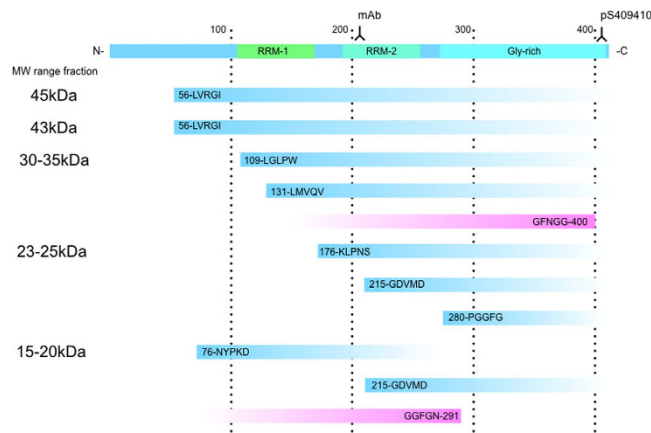 mAb pS409410
100 200 300 400
N- RRM-1 RRM-2 Gly-rich -C
MW range fraction
45kDa 56-LVRGI
43kDa 56-LVRGI
30-35kDa 109-LGLPW
131-LMVQV
GFNGG-400
23-25kDa 176-KLPNS
215-GDVMD
280-PGGFG
15-20kDa 76-NYPKD
215-GDVMD
GGFGN-291